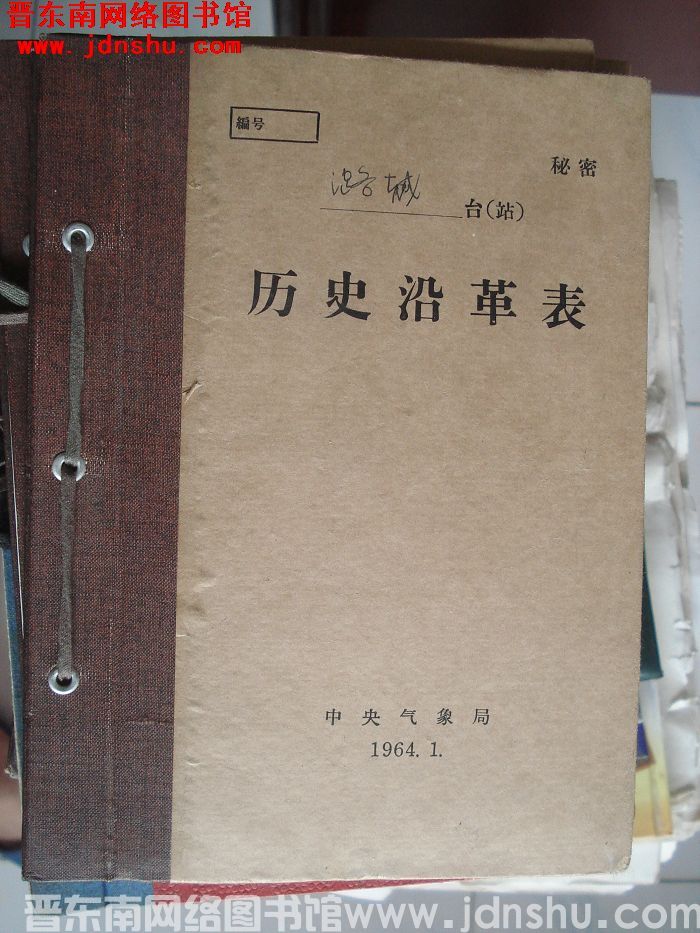 晋东南网络图书馆
www.jdnshu.com
編号
秘密
潞城 台(站)
历史沿革表
中央气象局
1964. 1.
晋东南网络图书馆www.jdnshu.com